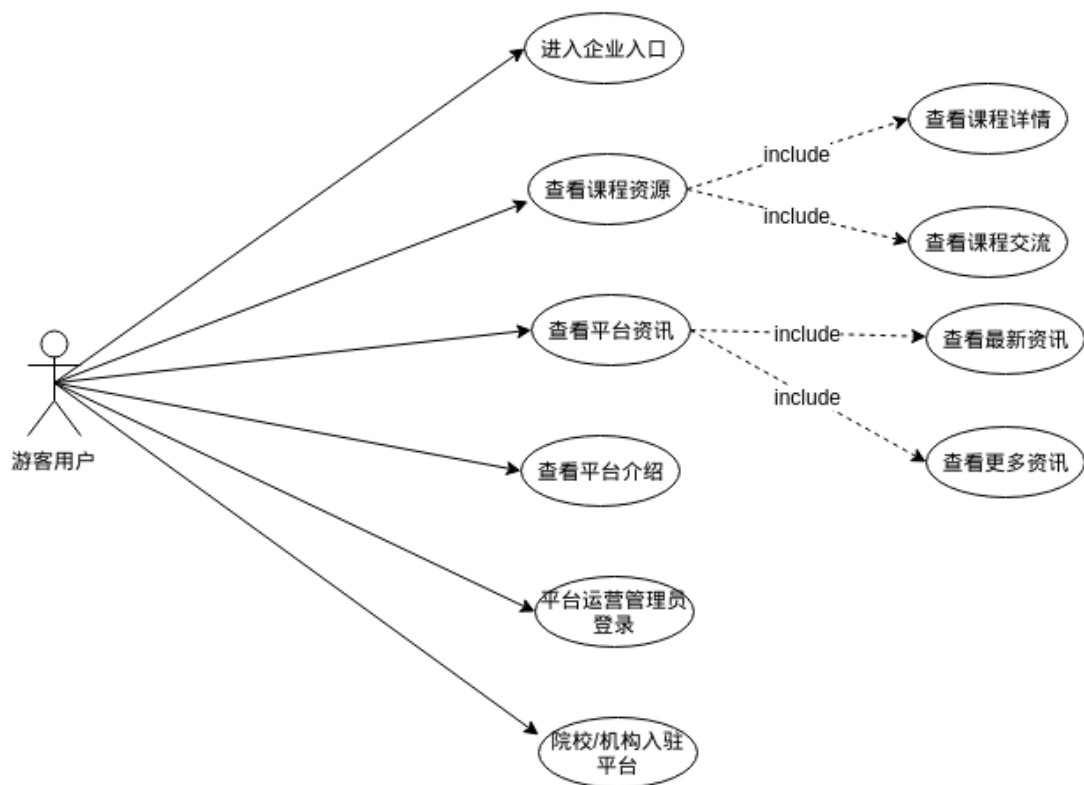 进入企业入口
查看课程详情
include
查看课程资源
include
查看课程交流
查看平台资讯
include
查看最新资讯
include
查看更多资讯
游客用户
查看平台介绍
平台运营管理员
登录
院校/机构入驻
平台